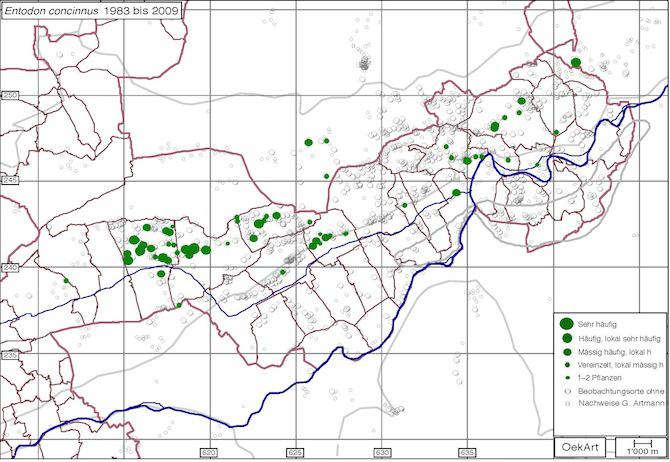 Entodon concinnus 1983 bis 2009
250
245
240
235
620
625
630
635
Sehr häufig
Häufig, lokal sehr häufig
Mässig häufig, lokal h
Vereinzelt, lokal mässig h
1–2 Pflanzen
Beobachtungsorte ohne
Nachweise G. Artmann
OekArt
1'000 m